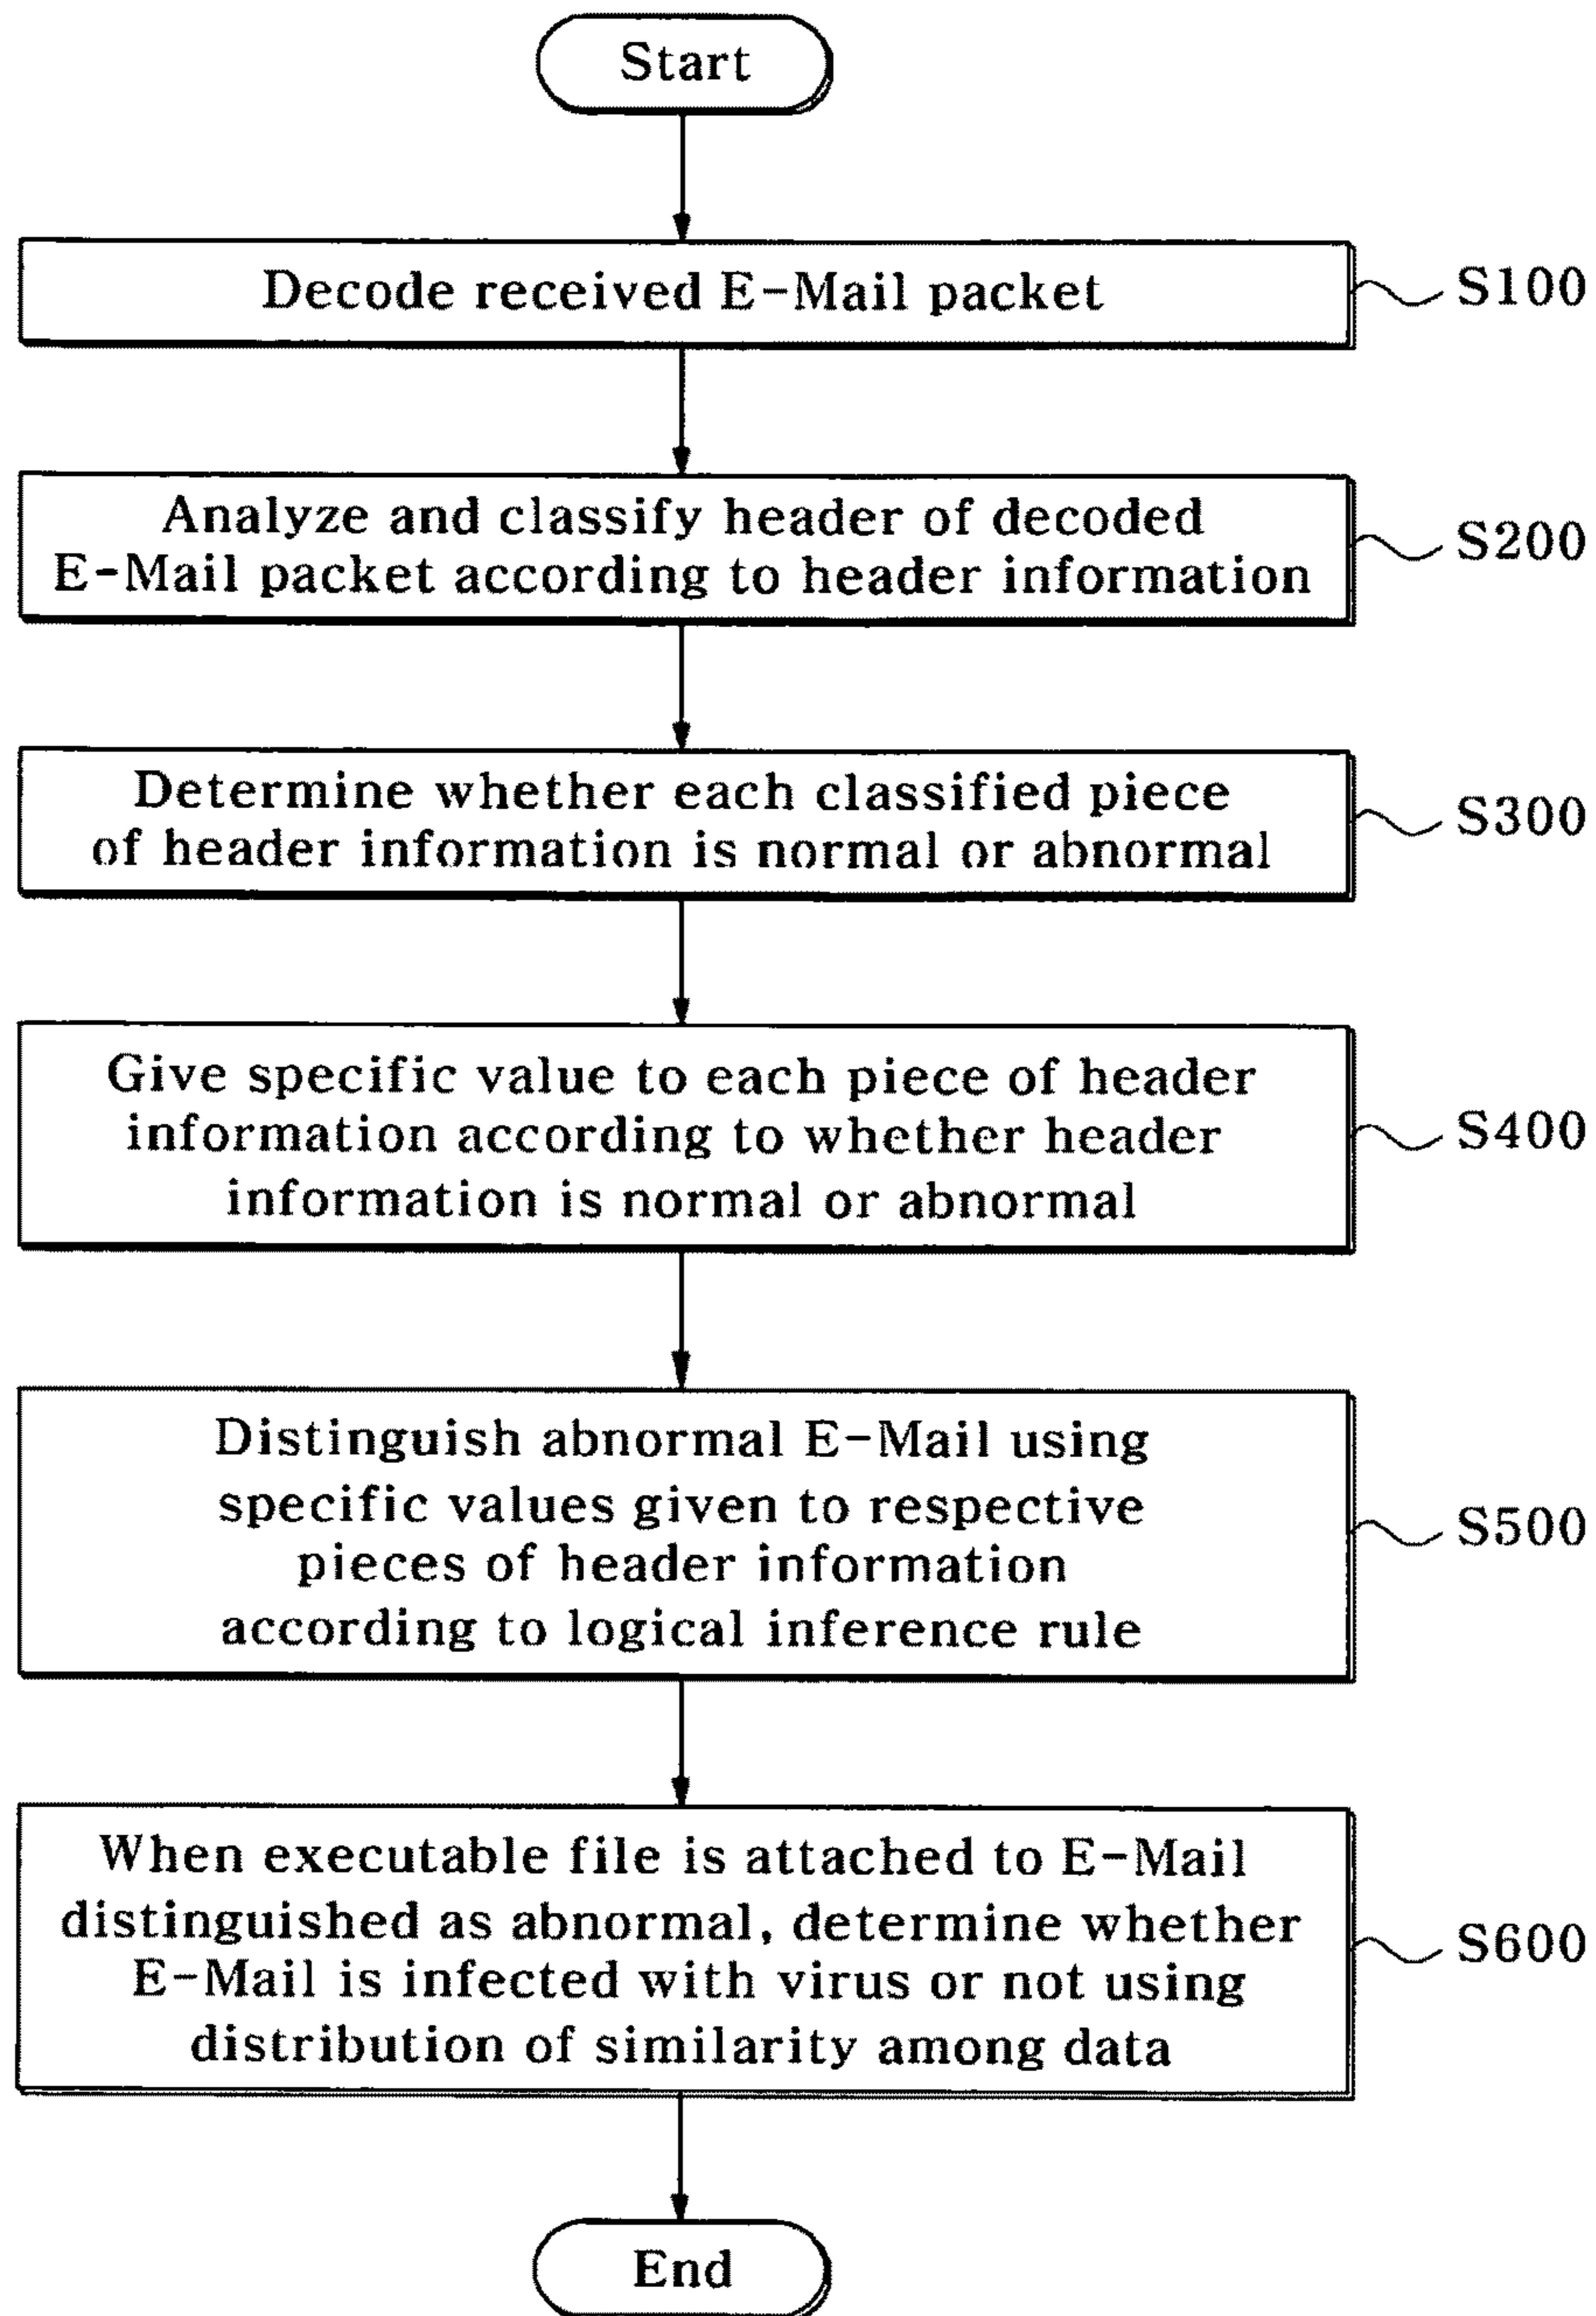 Start
Decode received E-Mail packet
S100
Analyze and classify header of decoded
E-Mail packet according to header information
S200
Determine whether each classified piece
of header information is normal or abnormal
S300
Give specific value to each piece of header
information according to whether header
information is normal or abnormal
S400
Distinguish abnormal E-Mail using
specific values given to respective
pieces of header information
according to logical inference rule
S500
When executable file is attached to E-Mail
distinguished as abnormal, determine whether
E-Mail is infected with virus or not using
distribution of similarity among data
S600
End